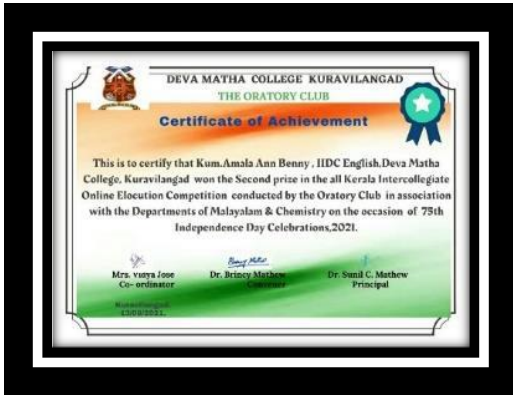 DEVA MATHA COLLEGE KURAVILANGAD
THE ORATORY CLUB
Certificate of Achievement
This is to certify that Kum.Amala Ann Benny , IIDC English.Deva Matha
College, Kuravilangad won the Second prize in the all Kerala Intercollegiate
Online Elocution Competition conducted by the Oratory Club in association
with the Departments of Malayalam & Chemistry on the occasion of 75th
Independence Day Celebrations,2021.
Mrs. Jose Dr. Brincy Mathew Dr. Sunil C. Mathew
Co- ordinator Convener Principal
Kuravilangad